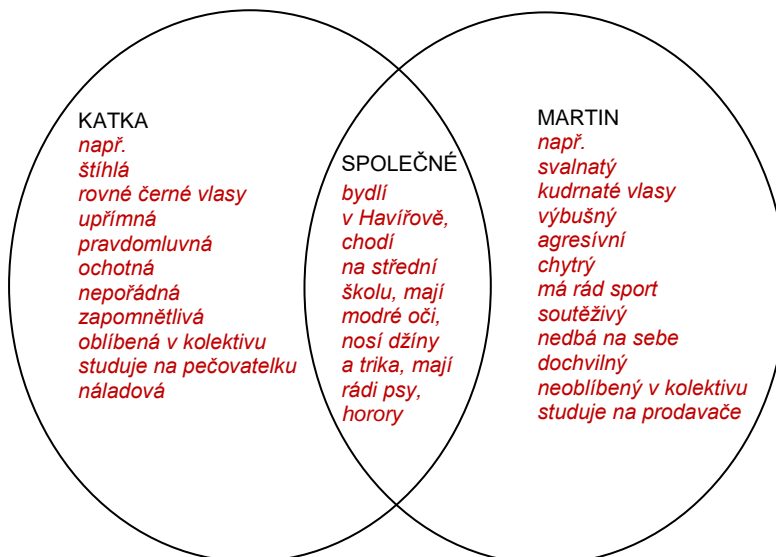 KATKA
např.
štíhlá
rovné černé vlasy
upřímná
pravdomluvná
ochotná
nepořádná
zapomnětlivá
oblíbená v kolektivu
studuje na pečovatelku
náladová
SPOLEČNÉ
bydlí
v Havířově,
chodí
na střední
školu, mají
modré oči,
nosí džíny
a trika, mají
rádi psy,
horory
MARTIN
např.
svalnatý
kudrnaté vlasy
výbušný
agresívní
chytrý
má rád sport
soutěživý
nedbá na sebe
dochvilný
neoblíbený v kolektivu
studuje na prodavače